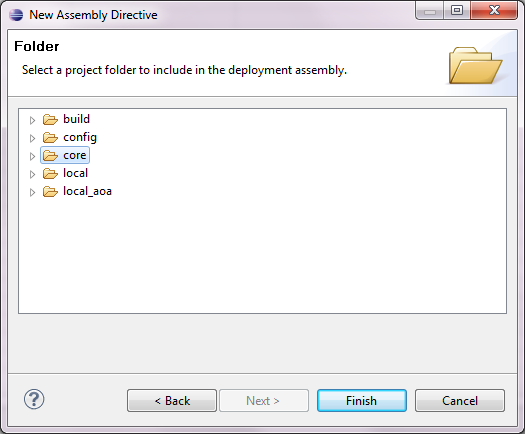 New Assembly Directive
Folder
Select a project folder to include in the deployment assembly.
build
config
core
local
local_aoa
?
< Back
Next >
Finish
Cancel